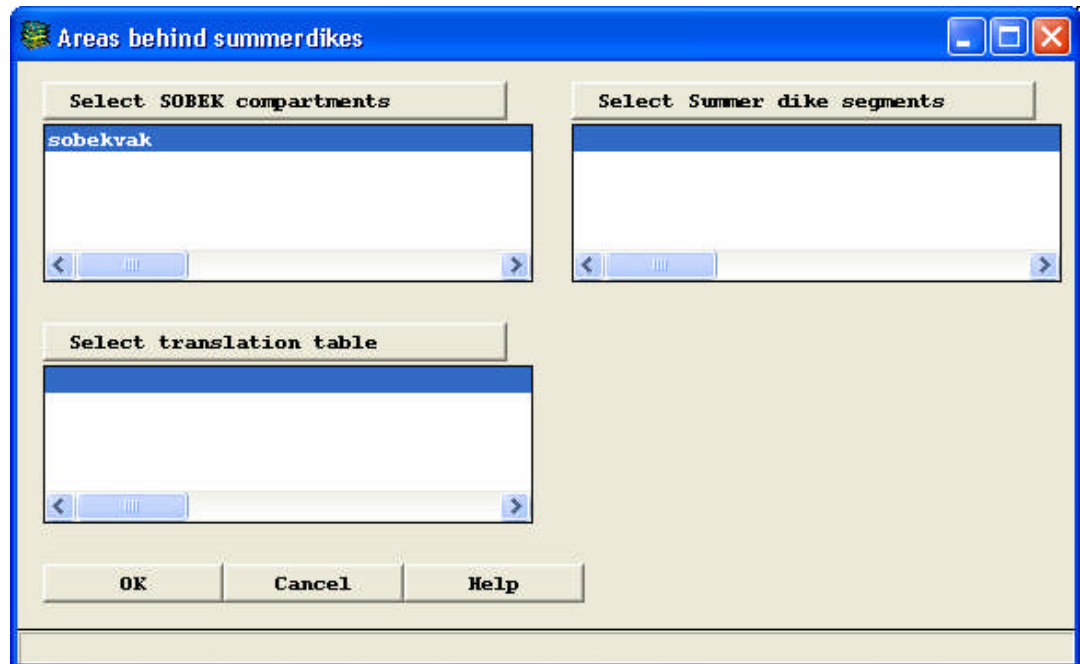 Areas behind summerdikes
Select SOBEK compartments
Select Summer dike segments
sobekvak
Select translation table
OK
Cancel
Help